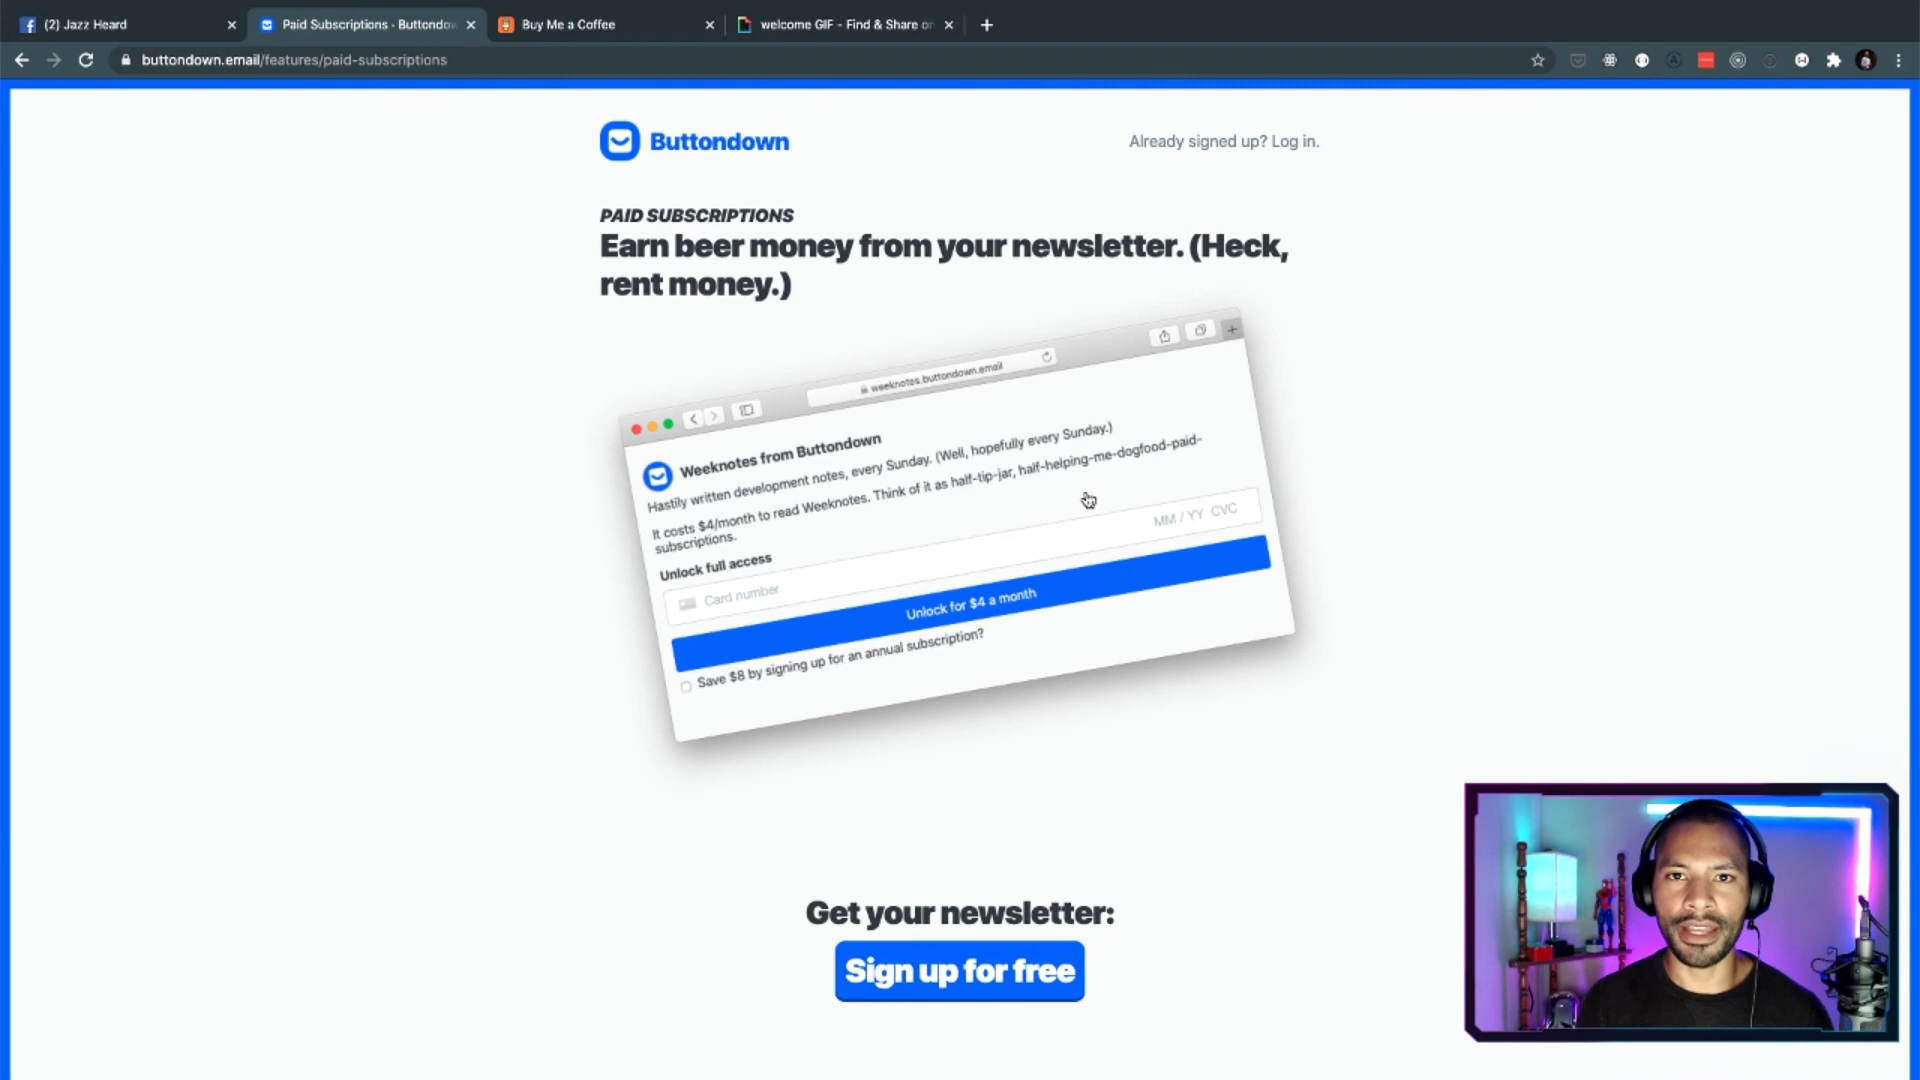 (2) Jazz Heard
Paid Subscriptions - Buttondow
Buy Me a Coffee
welcome GIF - Find & Share on
buttondown.email/features/paid-subscriptions
Buttondown
Already signed up? Log in.
PAID SUBSCRIPTIONS
Earn beer money from your newsletter. (Heck,
rent money.)
weeknotes.buttondown.email
Weeknotes from Buttondown
Hastily written development notes, every Sunday. (Well, hopefully every Sunday.)
It costs $4/month to read Weeknotes. Think of it as half-tip-jar, half-helping-me-dogfood-paid-
subscriptions.
Unlock full access
Card number MM / YY CVC
Unlock for $4 a month
Save $8 by signing up for an annual subscription?
Get your newsletter:
Sign up for free